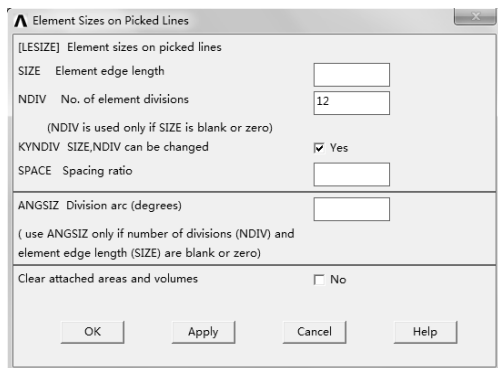 Element Sizes on Picked Lines
[LESIZE] Element sizes on picked lines
SIZE Element edge length
NDIV No. of element divisions 12
(NDIV is used only if SIZE is blank or zero)
KYNDIV SIZE,NDIV can be changed Yes
SPACE Spacing ratio
ANGSIZ Division arc (degrees)
( use ANGSIZ only if number of divisions (NDIV) and
element edge length (SIZE) are blank or zero)
Clear attached areas and volumes No
OK Apply Cancel Help